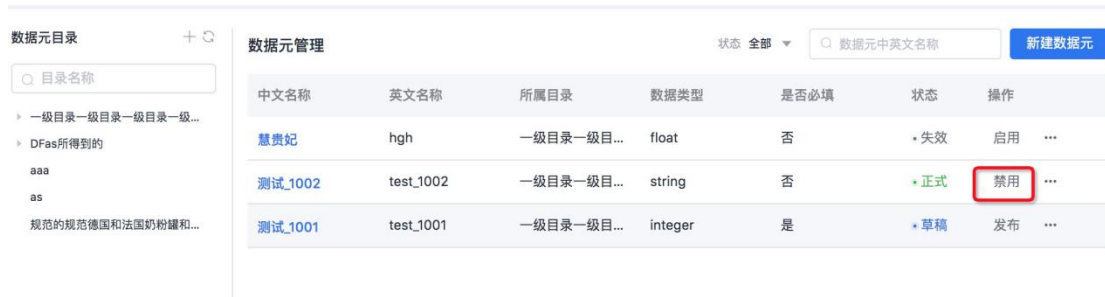 数据元目录
目录名称
一级目录一级目录一级目录一级...
DFas所得到的
aaa
as
规范的规范德国和法国奶粉罐和...
数据元管理
状态 全部
数据元中英文名称
新建数据元
中文名称 英文名称 所属目录 数据类型 是否必填 状态 操作
慧贵妃 hgh 一级目录一级目... float 否 失效 启用 ...
测试_1002 test_1002 一级目录一级目... string 否 正式 禁用 ...
测试_1001 test_1001 一级目录一级目... integer 是 草稿 发布 ...